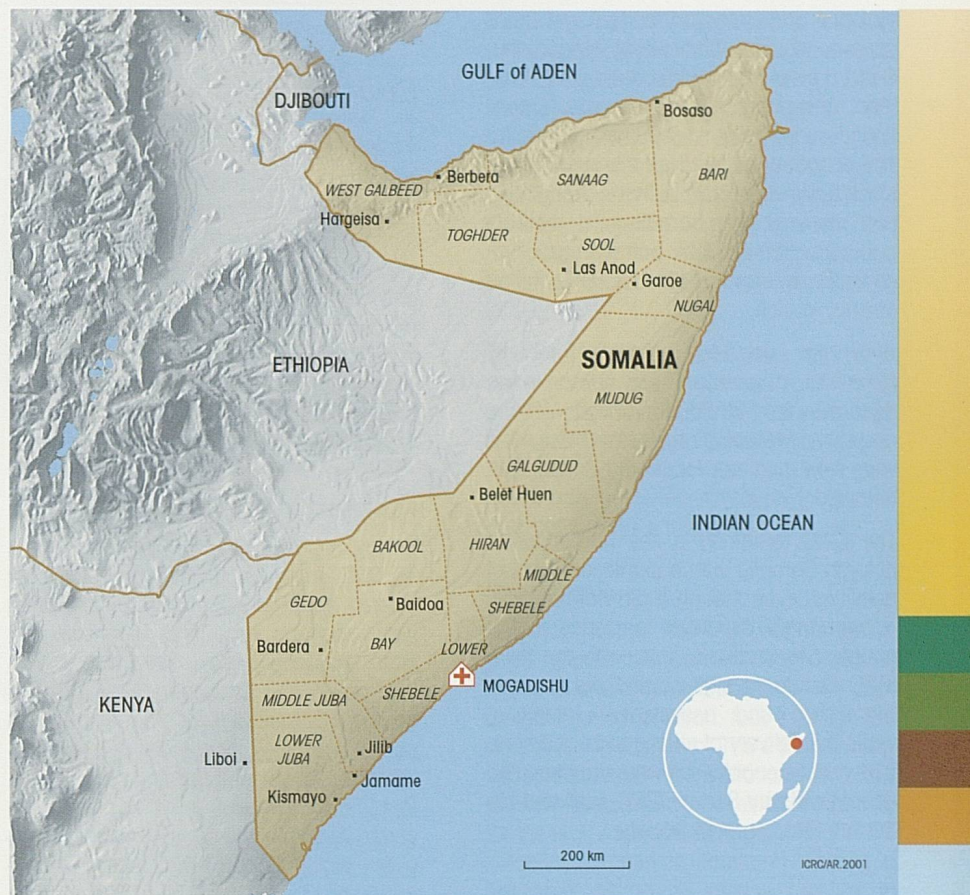 GULF of ADEN
DJIBOUTI
Bosaso
Berbera
WEST GALBEED
SANAAG
BARI
Hargeisa
TOGHDER
SOOL
Las Anod
Garoe
NUGAL
ETHIOPIA
SOMALIA
MUDUG
GALGUDUD
Belet Huen
INDIAN OCEAN
BAKOOL
HIRAN
MIDDLE
SHEBELE
GEDO
Baidoa
Bardera
BAY
LOWER
SHEBELE
MOGADISHU
MIDDLE JUBA
KENYA
LOWER
JUBA
Jilib
Liboi
Jamame
Kismayo
200 km
ICRC/AR.2001